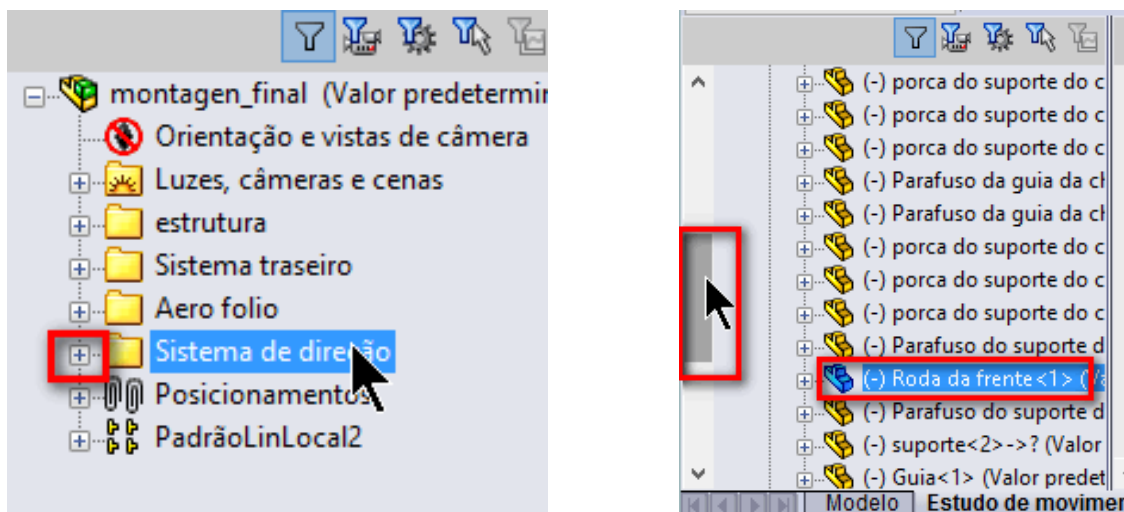 montagen_final (Valor predetermin
Orientação e vistas de câmera
Luzes, câmeras e cenas
estrutura
Sistema traseiro
Aero folio
Sistema de direção
Posicionamentos
PadrãoLinLocal2
(-) porca do suporte do c
(-) porca do suporte do c
(-) porca do suporte do c
(-) Parafuso da guia da ch
(-) Parafuso da guia da ch
(-) porca do suporte do c
(-) porca do suporte do c
(-) porca do suporte do c
(-) Parafuso do suporte d
(-) Roda da frente<1> (Va
(-) Parafuso do suporte d
(-) suporte<2>->? (Valor
(-) Guia<1> (Valor predet
Modelo Estudo de movimen